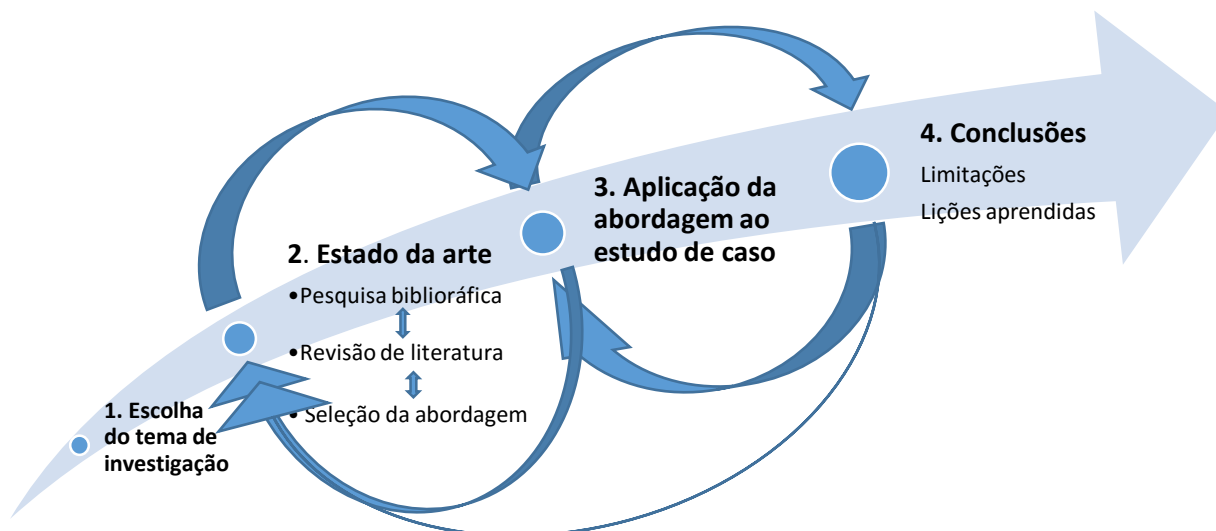 1. Escolha
do tema de
investigação
2. Estado da arte
•Pesquisa biblioráfica
•Revisão de literatura
• Seleção da abordagem
3. Aplicação da
abordagem ao
estudo de caso
4. Conclusões
Limitações
Lições aprendidas